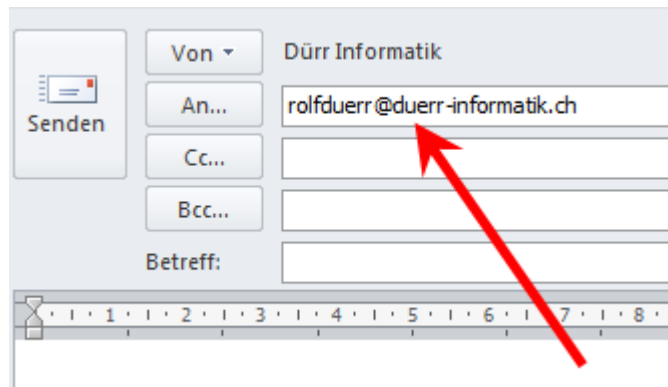 Von Dürr Informatik
Senden
An... rolfduerr@duerr-informatik.ch
Cc...
Bcc...
Betreff:
1 2 3 4 5 6 7 8